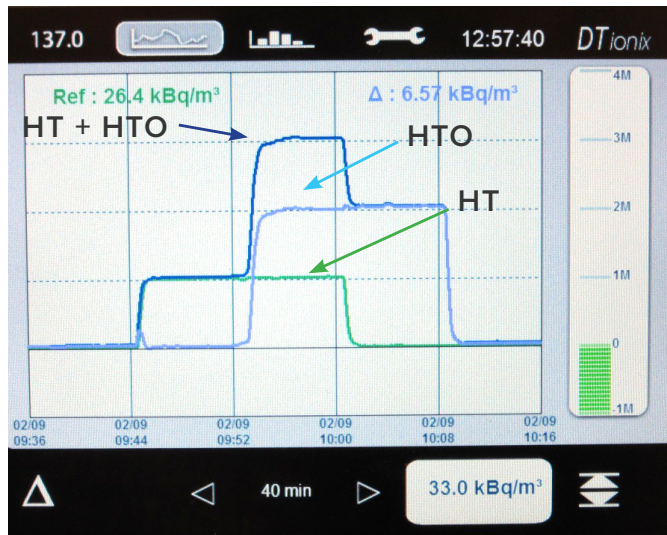 137.0
12:57:40
DTionix
Ref : 26.4 kBq/m³
Δ : 6.57 kBq/m³
HT + HTO
HTO
HT
4M
3M
2M
1M
0
-1M
02/09 02/09 02/09 02/09 02/09 02/09
09:36 09:44 09:52 10:00 10:08 10:16
Δ
40 min
33.0 kBq/m³